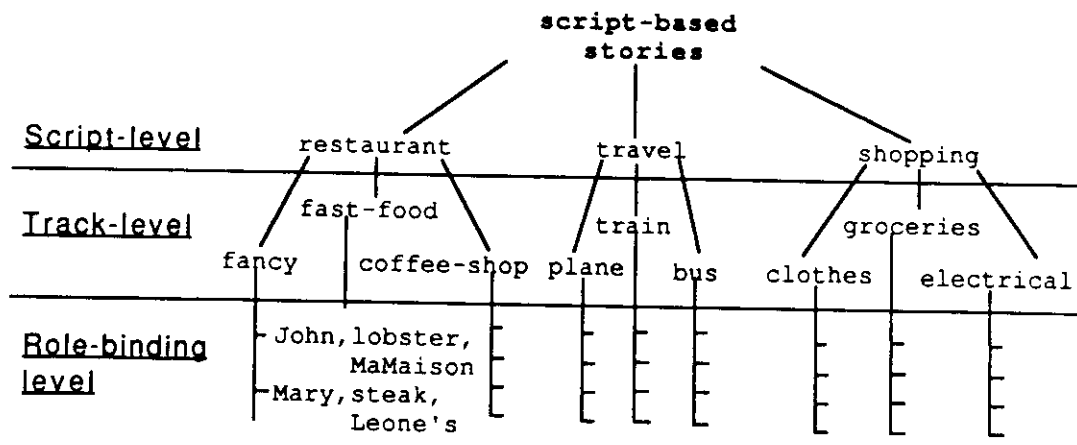 script-based
stories
Script-level
restaurant travel shopping
Track-level
fast-food train groceries
fancy coffee-shop plane bus clothes electrical
Role-binding
level
John, lobster,
MaMaison
Mary, steak,
Leone's